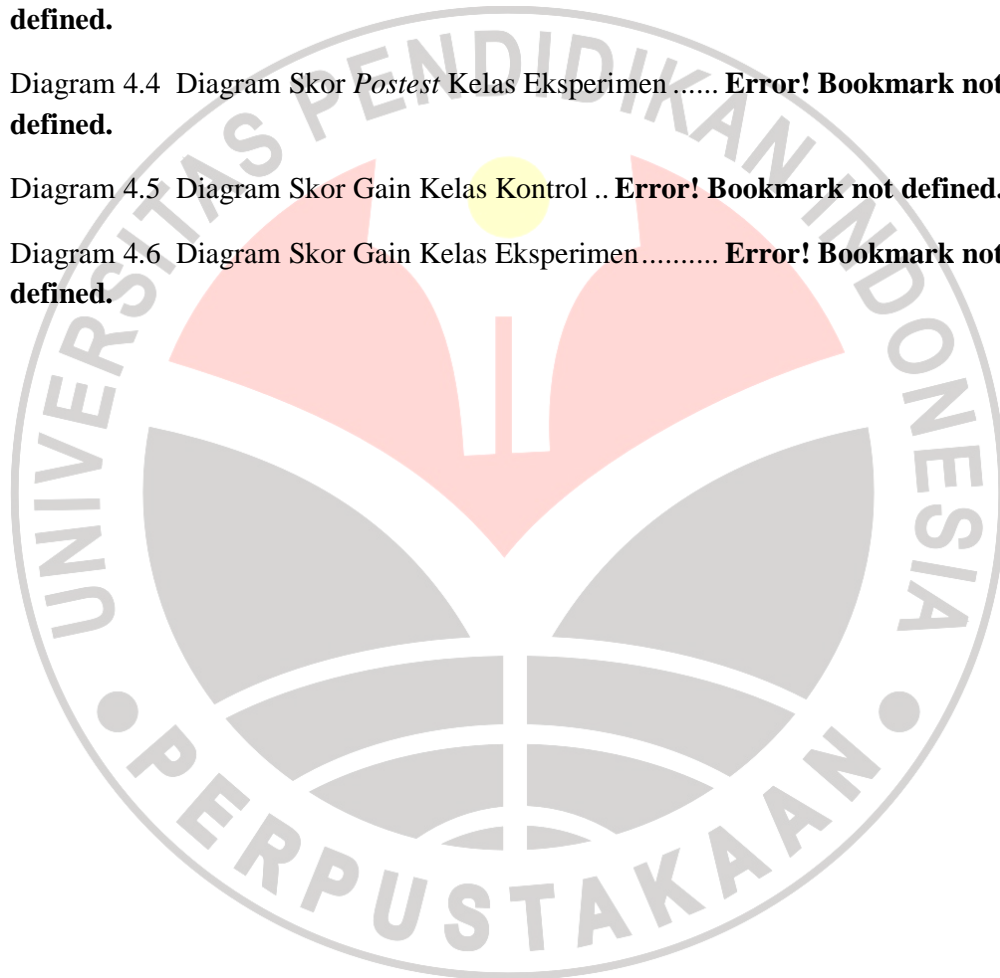 defined.
Diagram 4.4 Diagram Skor Postest Kelas Eksperimen ...... Error! Bookmark not
defined.
Diagram 4.5 Diagram Skor Gain Kelas Kontrol .. Error! Bookmark not defined.
Diagram 4.6 Diagram Skor Gain Kelas Eksperimen.......... Error! Bookmark not
defined.
UNIVERSITAS PENDIDIKAN INDONESIA
PERPUSTAKAAN